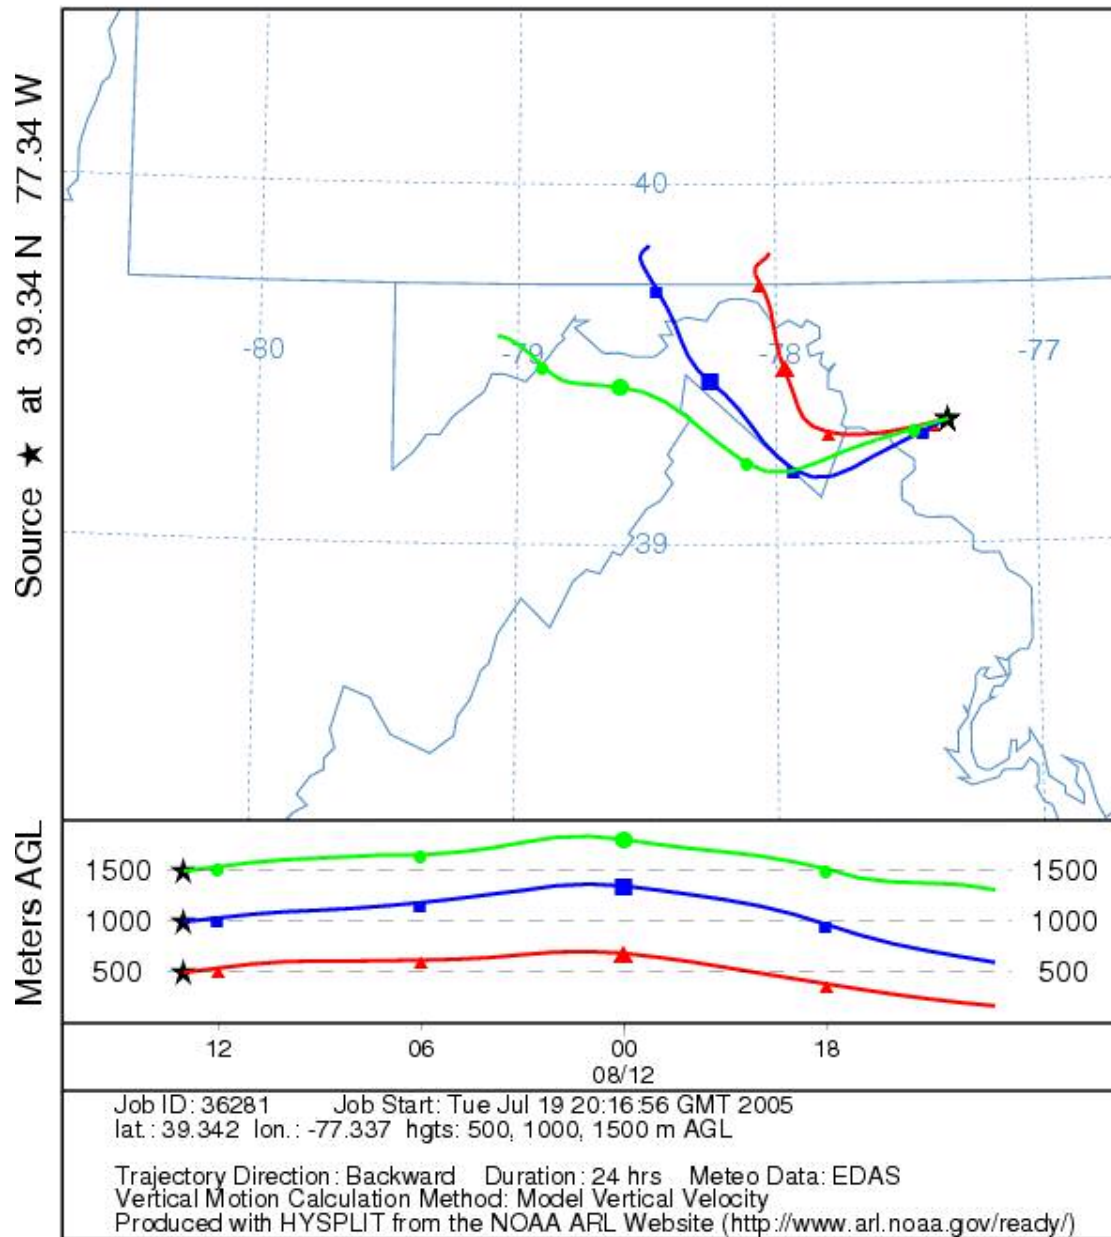 Source ★ at 39.34 N 77.34 W
40
-80
-79
-78
-77
39
Meters AGL
1500 1500
1000 1000
500 500
12 06 00 18
08/12
Job ID: 36281 Job Start: Tue Jul 19 20:16:56 GMT 2005
lat.: 39.342 lon.: -77.337 hgts: 500, 1000, 1500 m AGL
Trajectory Direction: Backward Duration: 24 hrs Meteo Data: EDAS
Vertical Motion Calculation Method: Model Vertical Velocity
Produced with HYSPLIT from the NOAA ARL Website (http://www.arl.noaa.gov/ready/)